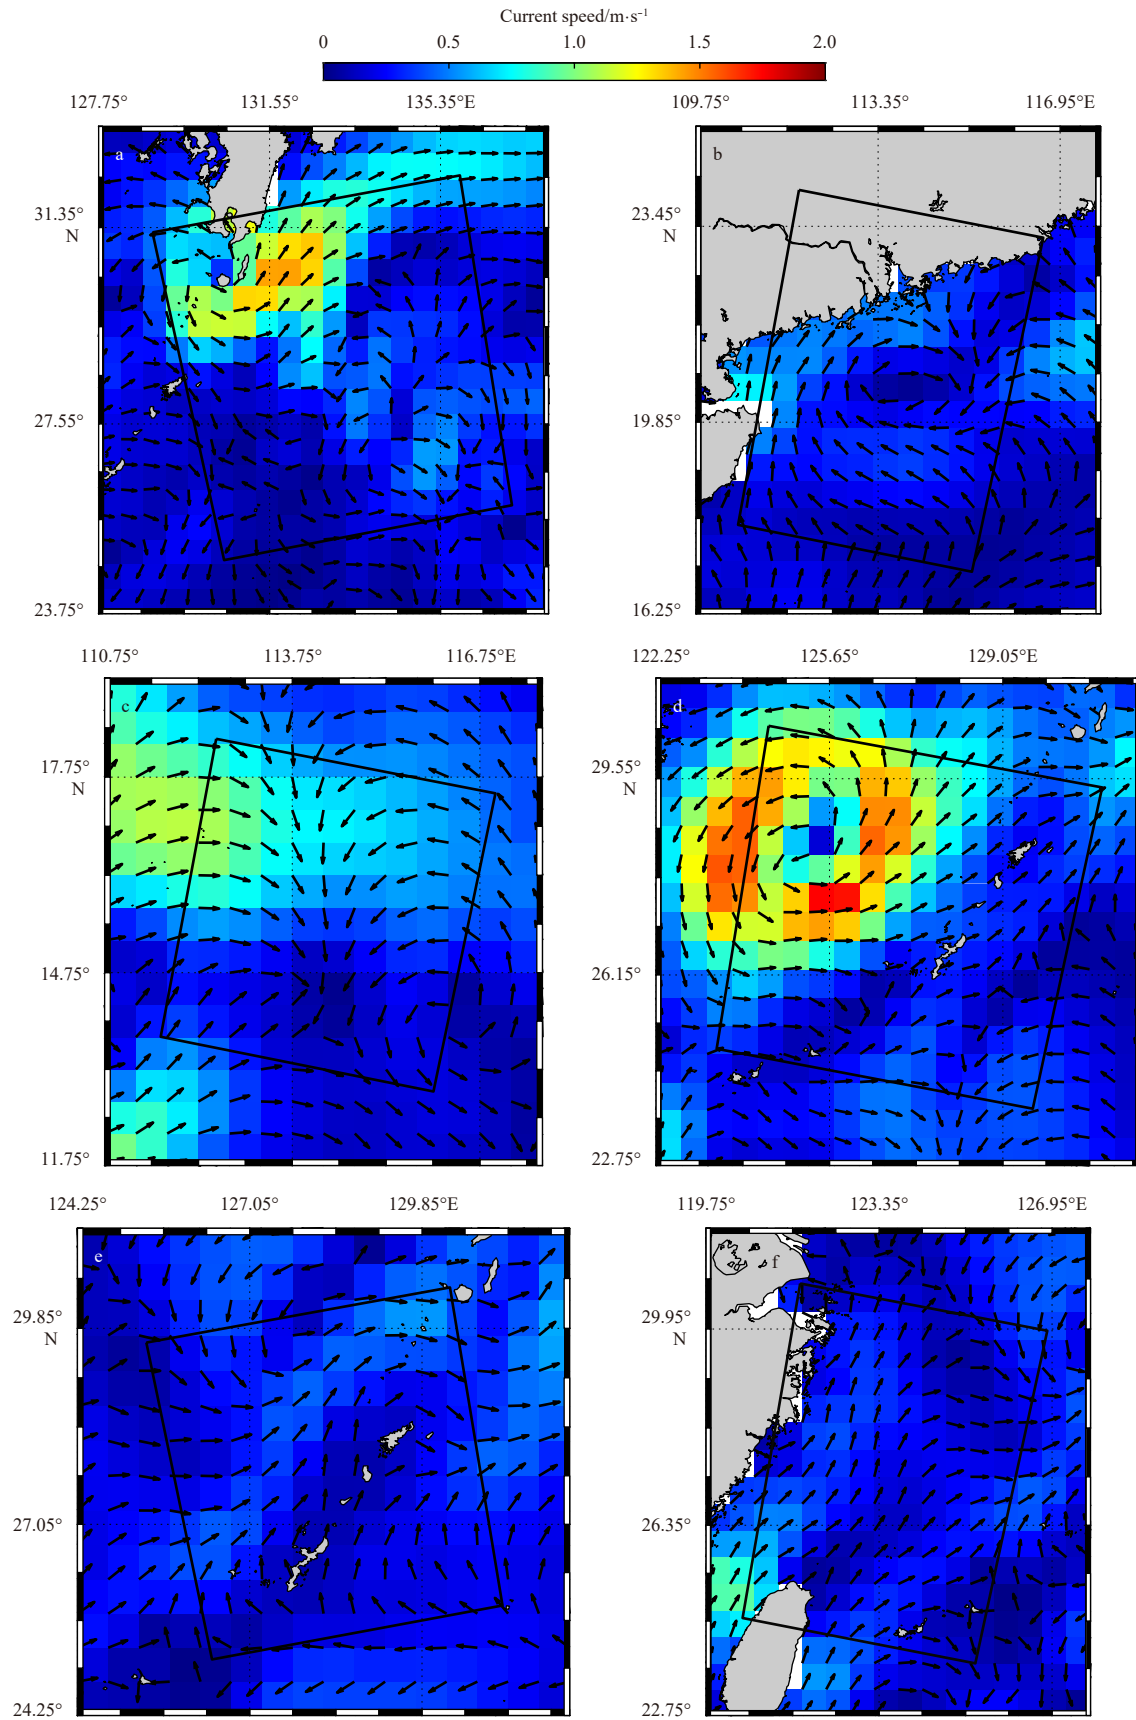 Current speed/m·s⁻¹
0 0.5 1.0 1.5 2.0
127.75° 131.55° 135.35°E 109.75° 113.35° 116.95°E
a b
31.35° N 23.45° N
27.55° 19.85°
23.75° 16.25°
110.75° 113.75° 116.75°E 122.25° 125.65° 129.05°E
c d
17.75° N 29.55° N
14.75° 26.15°
11.75° 22.75°
124.25° 127.05° 129.85°E 119.75° 123.35° 126.95°E
e f
29.85° N 29.95° N
27.05° 26.35°
24.25° 22.75°